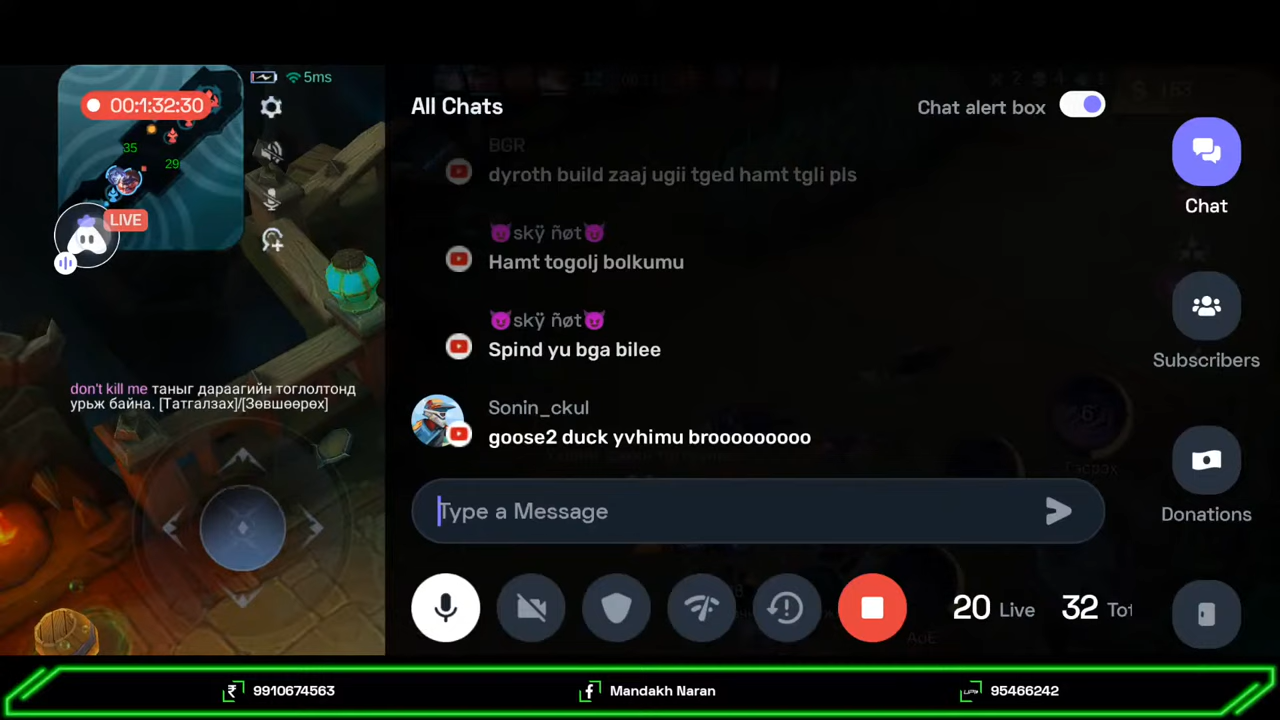 5ms
00:1:32:30
35
29
LIVE
don't kill me таныг дараагийн тоглолтонд
урьж байна. [Татгалзах]/[Зөвшөөрөх]
All Chats
Chat alert box
BGR
dyroth build zaaj ugii tged hamt tgli pls
😈skÿ ñøt😈
Hamt togolj bolkumu
😈skÿ ñøt😈
Spind yu bga bilee
Sonin_ckul
goose2 duck yvhimu brooooooooo
Type a Message
20 Live
32 Tot
Chat
Subscribers
Donations
AoE
9910674563
Mandakh Naran
95466242